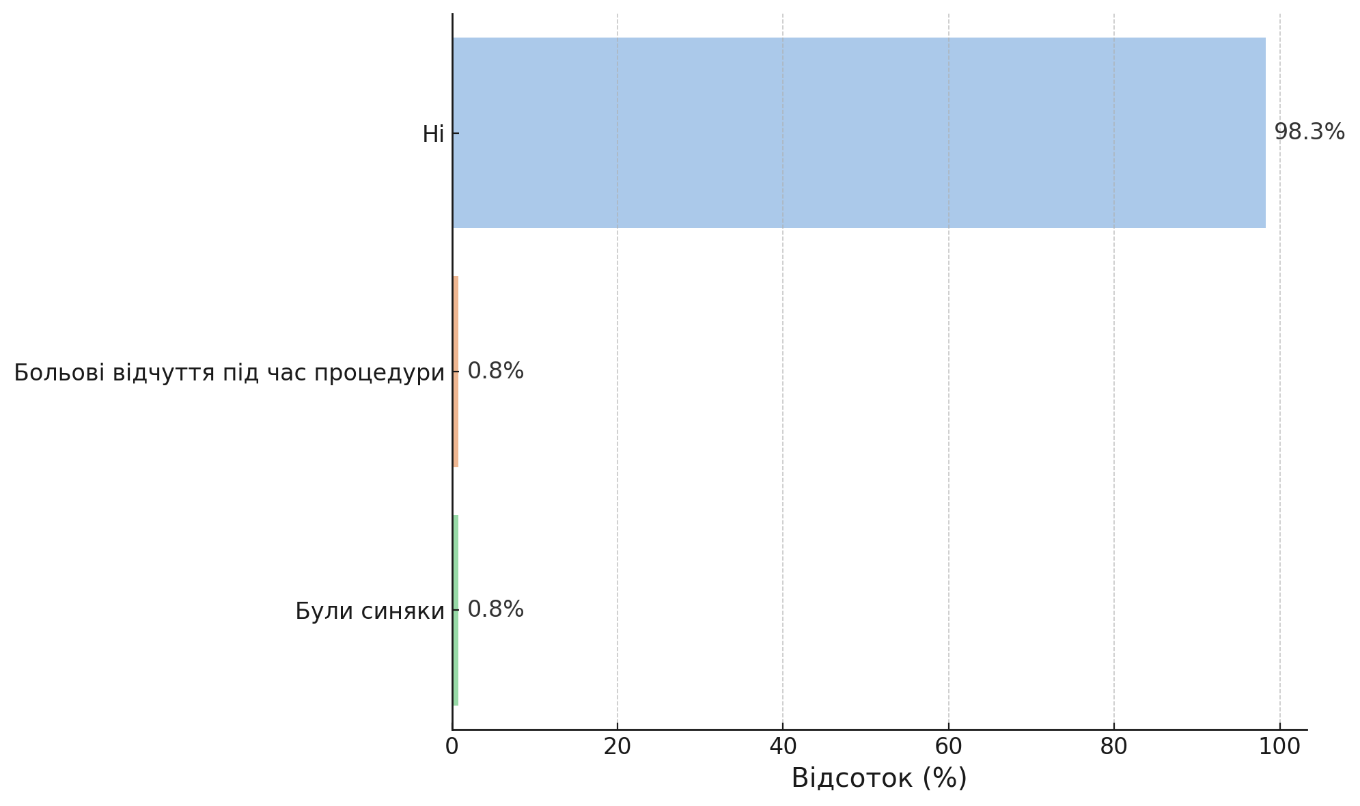 Ні
98.3%
Больові відчуття під час процедури
0.8%
Були синяки
0.8%
0
20
40
60
80
100
Відсоток (%)